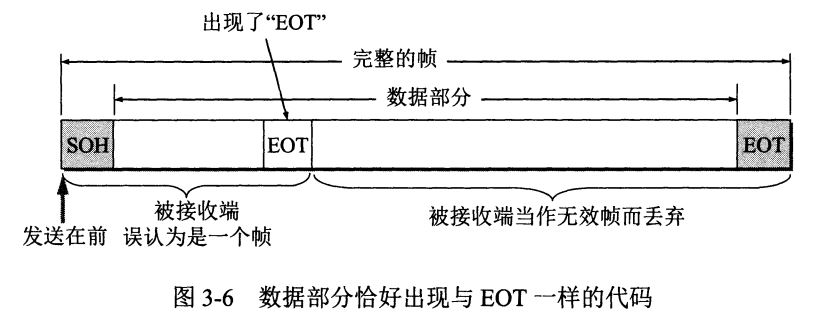 出现了“EOT”
完整的帧
数据部分
SOH
EOT
EOT
被接收端
误认为是一个帧
被接收端当作无效帧而丢弃
发送在前
图 3-6 数据部分恰好出现与 EOT 一样的代码